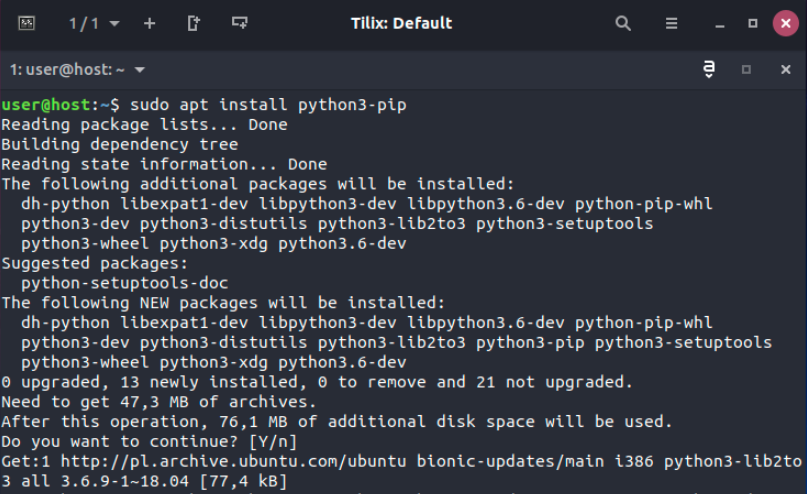 1 / 1
Tilix: Default
1: user@host: ~
user@host:~$ sudo apt install python3-pip
Reading package lists... Done
Building dependency tree
Reading state information... Done
The following additional packages will be installed:
dh-python libexpat1-dev libpython3-dev libpython3.6-dev python-pip-whl
python3-dev python3-distutils python3-lib2to3 python3-setuptools
python3-wheel python3-xdg python3.6-dev
Suggested packages:
python-setuptools-doc
The following NEW packages will be installed:
dh-python libexpat1-dev libpython3-dev libpython3.6-dev python-pip-whl
python3-dev python3-distutils python3-lib2to3 python3-pip python3-setuptools
python3-wheel python3-xdg python3.6-dev
0 upgraded, 13 newly installed, 0 to remove and 21 not upgraded.
Need to get 47,3 MB of archives.
After this operation, 76,1 MB of additional disk space will be used.
Do you want to continue? [Y/n]
Get:1 http://pl.archive.ubuntu.com/ubuntu bionic-updates/main i386 python3-lib2to
3 all 3.6.9-1~18.04 [77,4 kB]